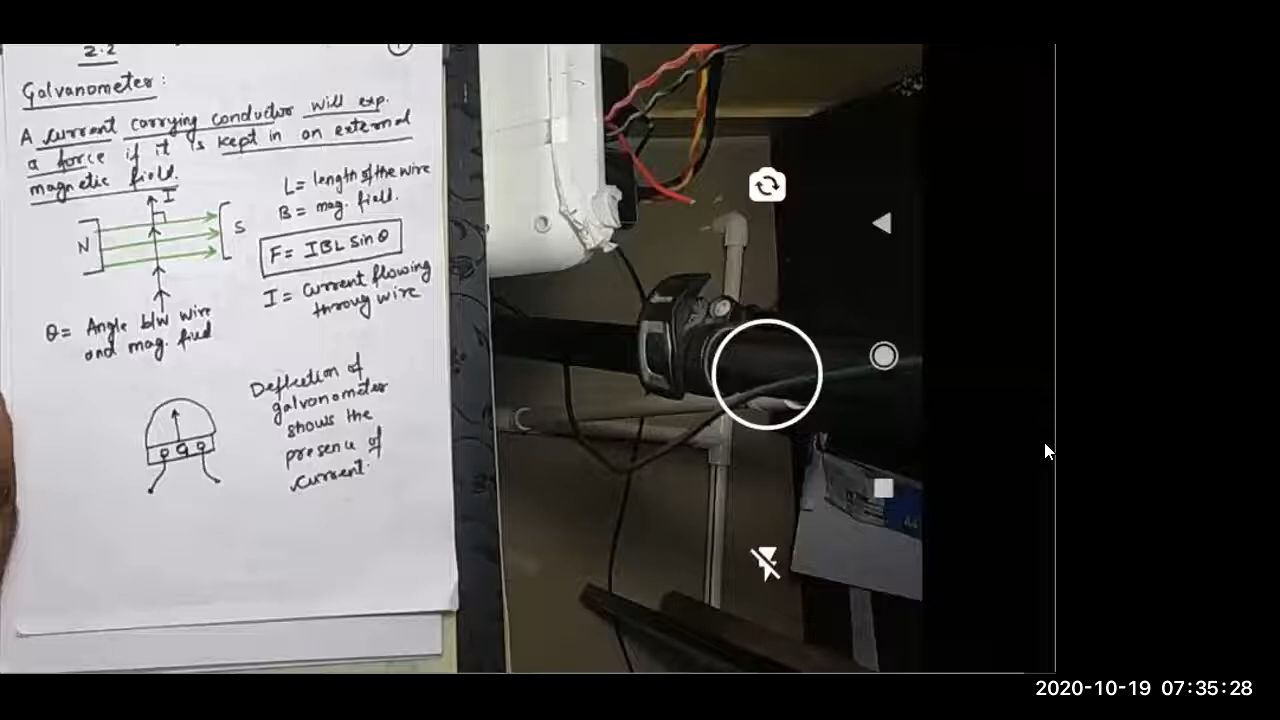 2.2
Galvanometer:
A current carrying conductor will exp.
a force if it is kept in an external
magnetic field.
I
N
S
L = length of the wire
B = mag. field.
F = IBL sin θ
I = current flowing
throug wire
θ = Angle b/w wire
and mag. field
Deflection of
galvanometer
shows the
presence of
current.
G
2020-10-19 07:35:28